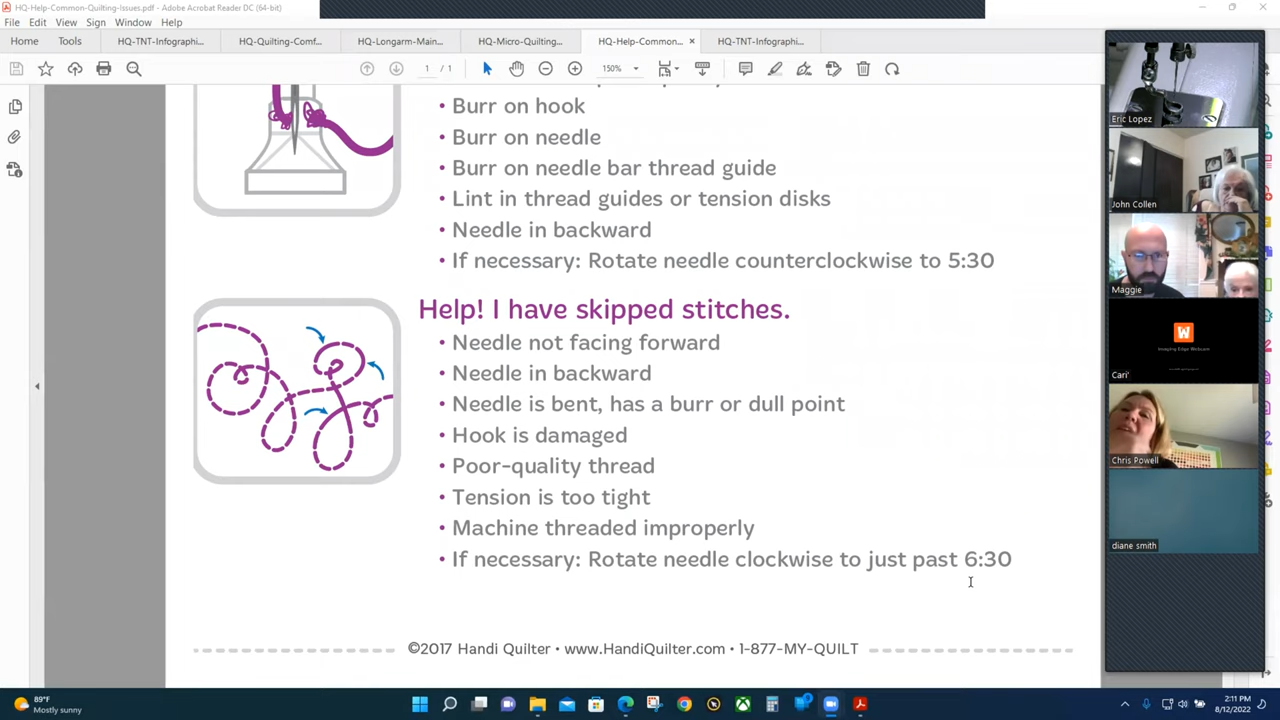 HQ-Help-Common-Quilting-Issues.pdf - Adobe Acrobat Reader DC (64-bit)
File Edit View Sign Window Help
Home Tools HQ-TNT-Infographi... HQ-Quilting-Comf... HQ-Longarm-Main... HQ-Micro-Quilting... HQ-Help-Common... × HQ-TNT-Infographi...
1 / 1 150%
• Burr on hook
• Burr on needle
• Burr on needle bar thread guide
• Lint in thread guides or tension disks
• Needle in backward
• If necessary: Rotate needle counterclockwise to 5:30
Help! I have skipped stitches.
• Needle not facing forward
• Needle in backward
• Needle is bent, has a burr or dull point
• Hook is damaged
• Poor-quality thread
• Tension is too tight
• Machine threaded improperly
• If necessary: Rotate needle clockwise to just past 6:30
©2017 Handi Quilter • www.HandiQuilter.com • 1-877-MY-QUILT
Eric Lopez
John Collen
Maggie
W
Imaging Edge Webcam
Cari'
Chris Powell
diane smith
89°F
Mostly sunny
2:11 PM
8/12/2022